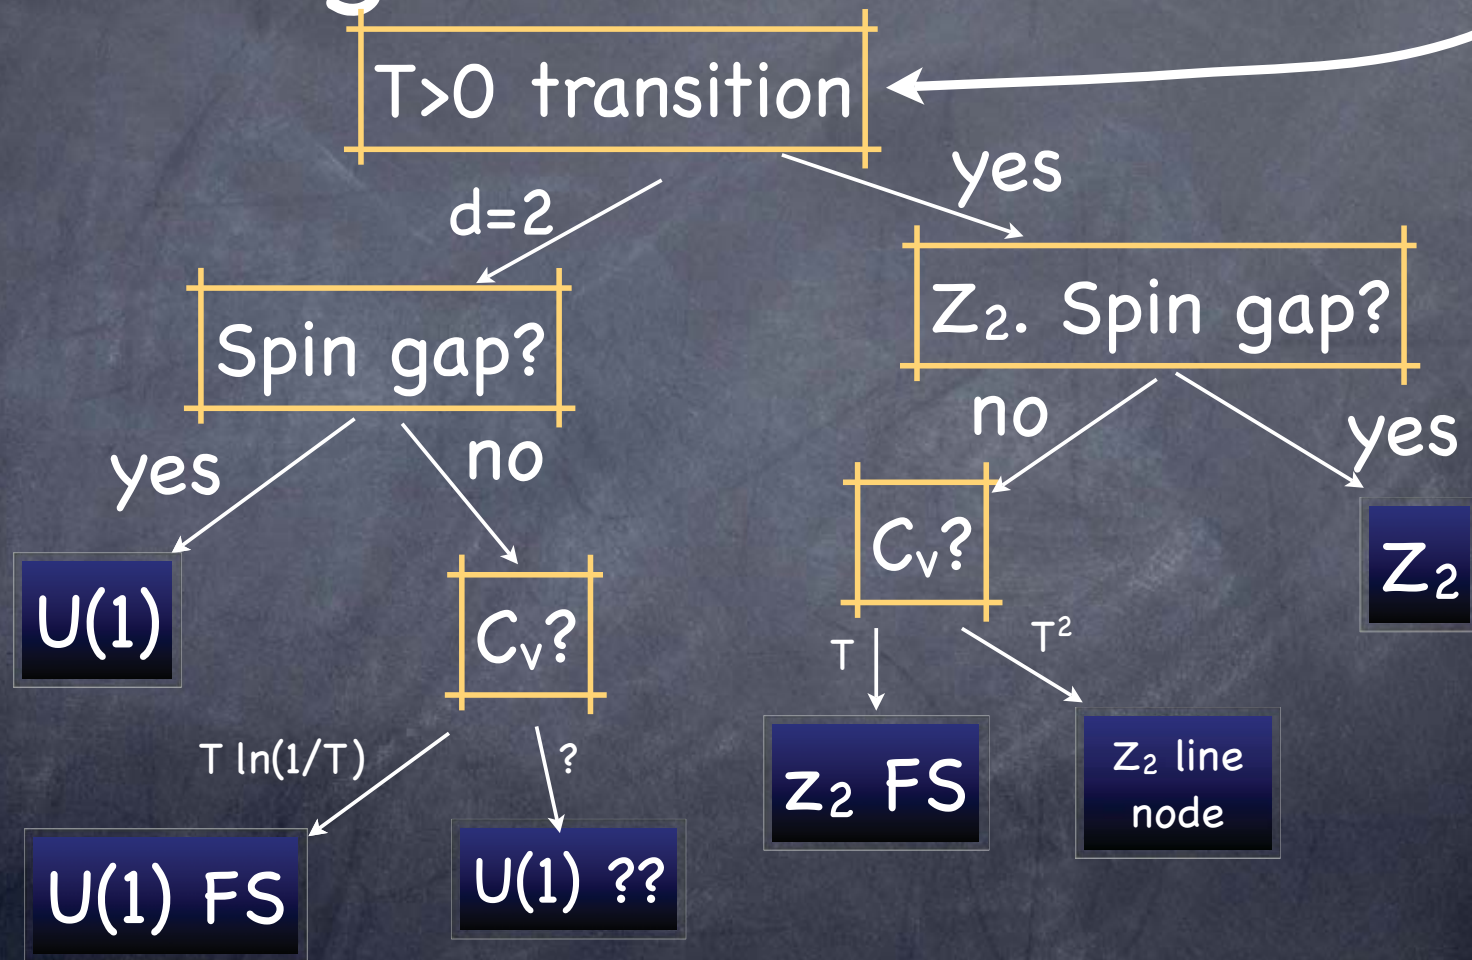 T>0 transition
yes
d=2
Z₂. Spin gap?
Spin gap?
no
yes
yes
no
Cᵥ?
Z₂
U(1)
Cᵥ?
T
T²
T ln(1/T)
?
Z₂ line
node
Z₂ FS
U(1) FS
U(1) ??